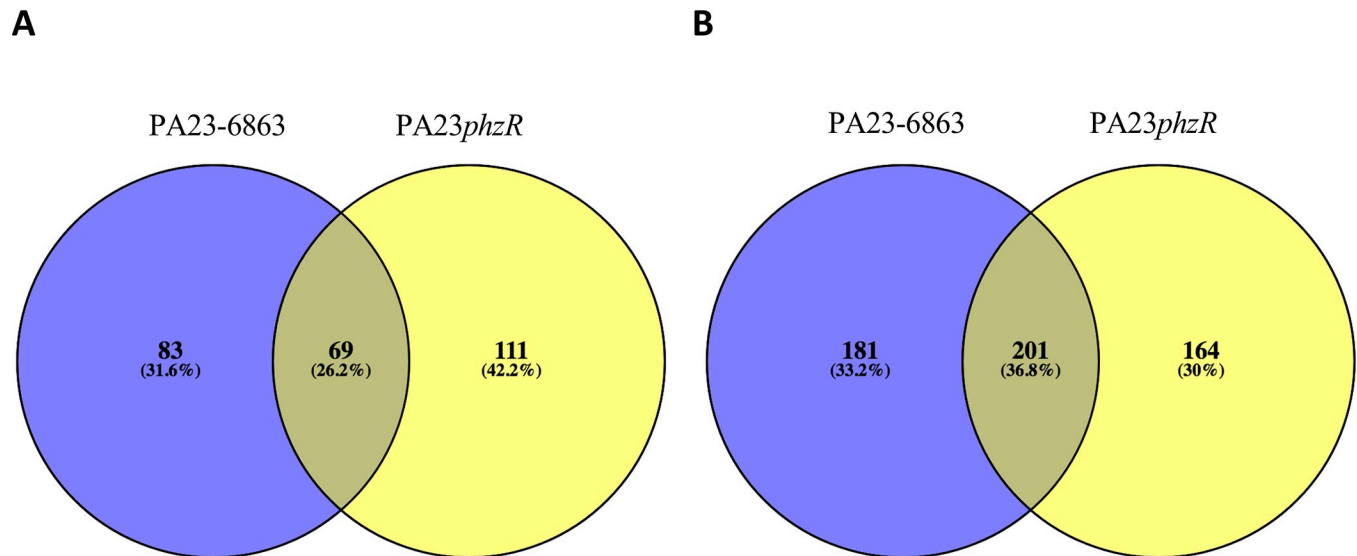 A
B
PA23-6863
PA23phzR
PA23-6863
PA23phzR
83
(31.6%)
69
(26.2%)
111
(42.2%)
181
(33.2%)
201
(36.8%)
164
(30%)